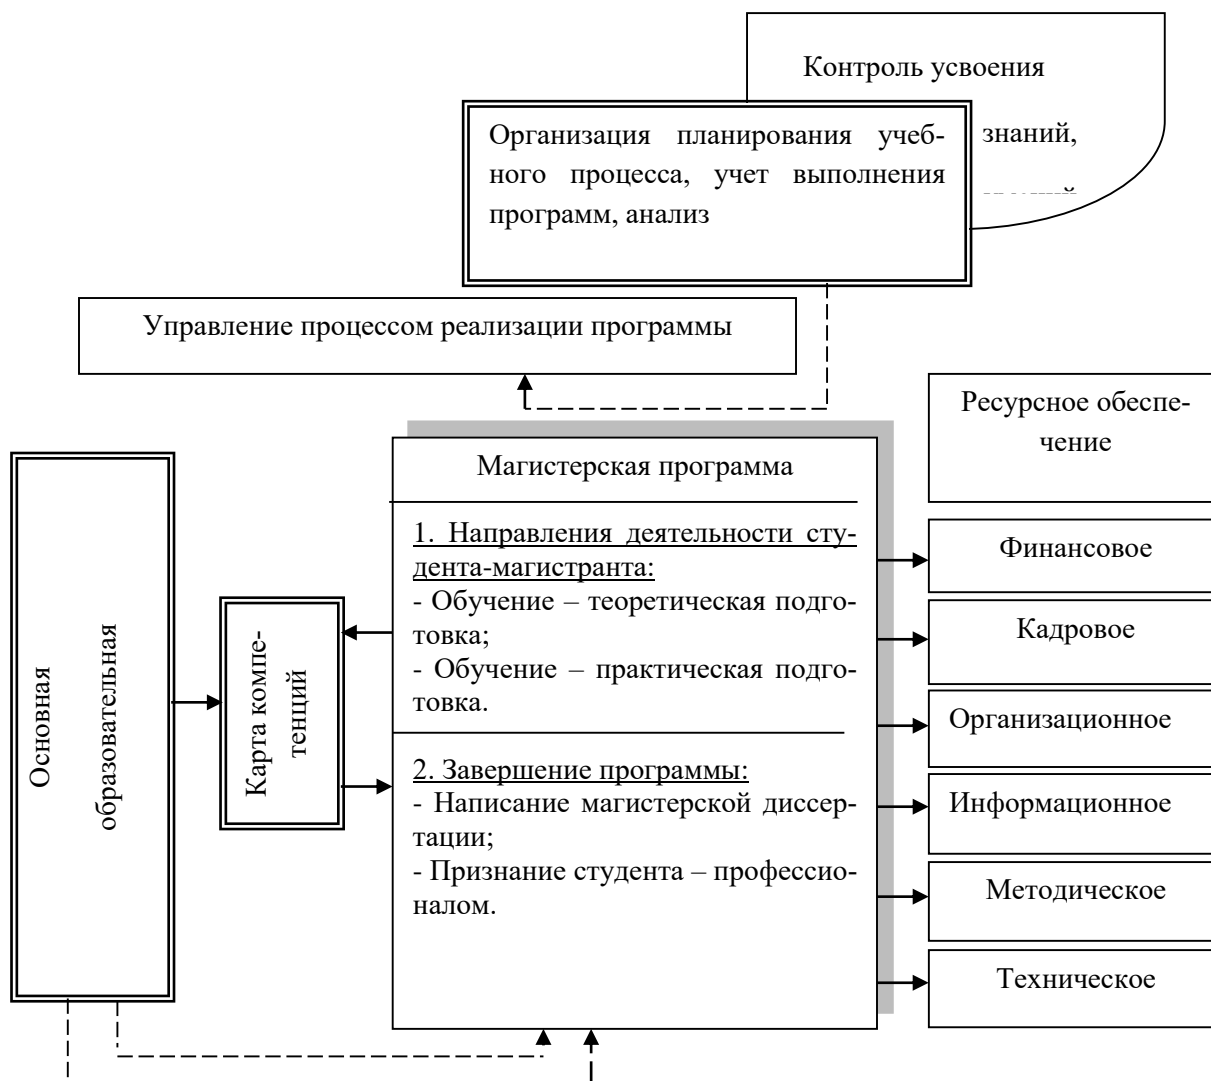 Контроль усвоения
знаний,
Организация планирования учеб-
ного процесса, учет выполнения
программ, анализ
Управление процессом реализации программы
Ресурсное обеспе-
чение
Основная
образовательная
Карта компе-
тенций
Магистерская программа
1. Направления деятельности сту-
дента-магистранта:
- Обучение – теоретическая подго-
товка;
- Обучение – практическая подго-
товка.
2. Завершение программы:
- Написание магистерской диссер-
тации;
- Признание студента – профессио-
налом.
Финансовое
Кадровое
Организационное
Информационное
Методическое
Техническое